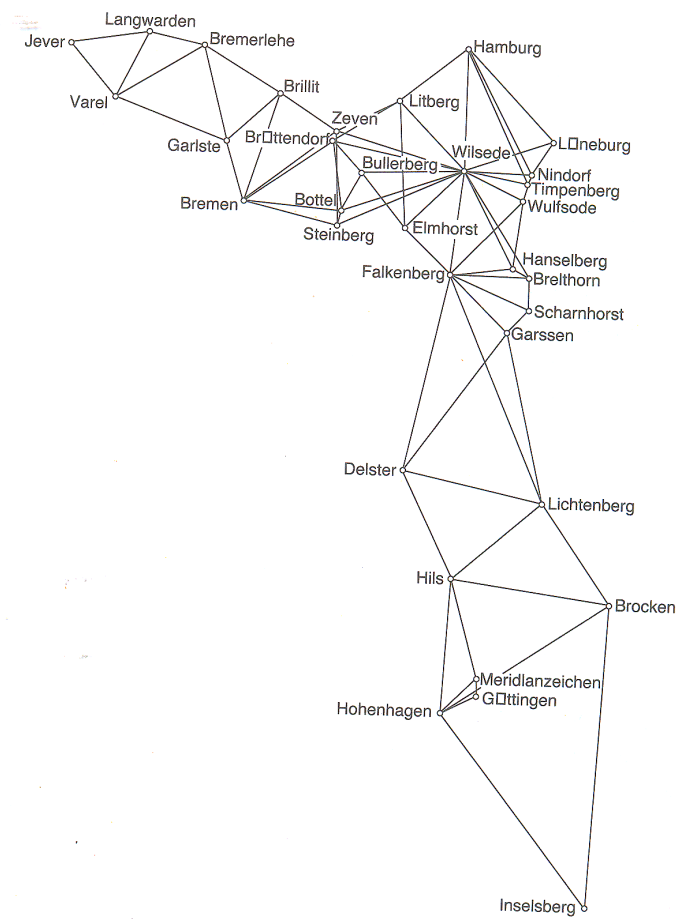 Langwarden
Jever
Bremerlehe
Hamburg
Brillit
Varel
Litberg
Zeven
Garlste
Br□ttendorf
L□neburg
Wilsede
Bullerberg
Nindorf
Timpenberg
Bremen
Bottel
Wulfsode
Steinberg
Elmhorst
Hanselberg
Falkenberg
Brelthorn
Scharnhorst
Garssen
Delster
Lichtenberg
Hils
Brocken
Meridlanzeichen
G□ttingen
Hohenhagen
Inselsberg